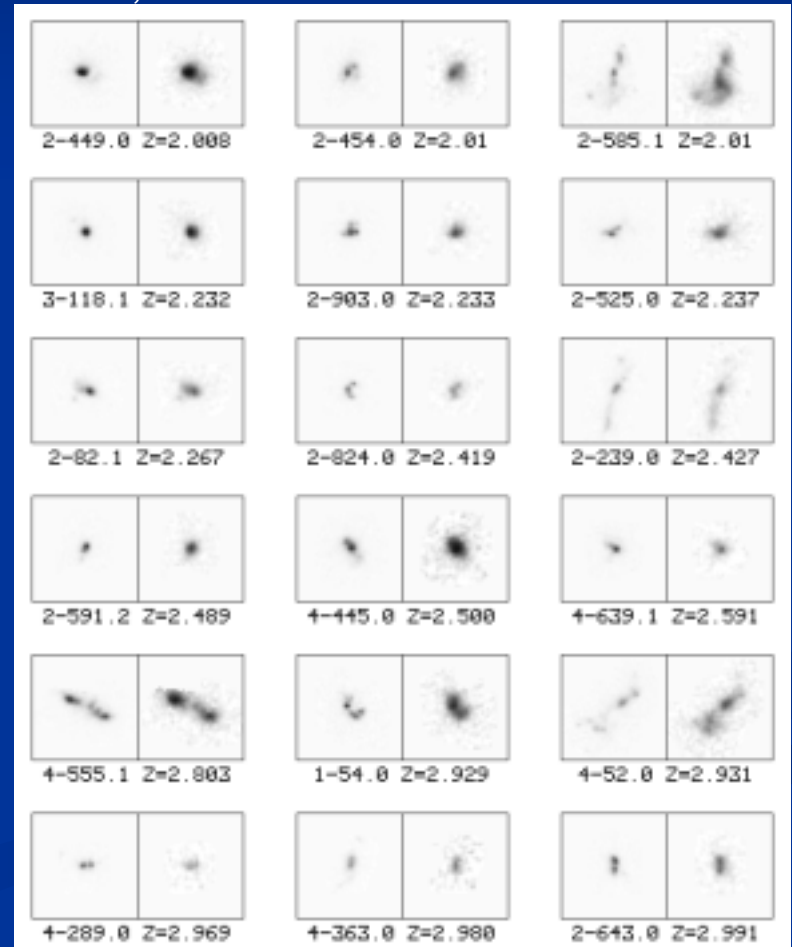 2-449.0 Z=2.008
2-454.0 Z=2.01
2-585.1 Z=2.01
3-118.1 Z=2.232
2-903.0 Z=2.233
2-525.0 Z=2.237
2-82.1 Z=2.267
2-824.0 Z=2.419
2-239.0 Z=2.427
2-591.2 Z=2.489
4-445.0 Z=2.500
4-639.1 Z=2.591
4-555.1 Z=2.803
1-54.0 Z=2.929
4-52.0 Z=2.931
4-289.0 Z=2.969
4-363.0 Z=2.980
2-643.0 Z=2.991